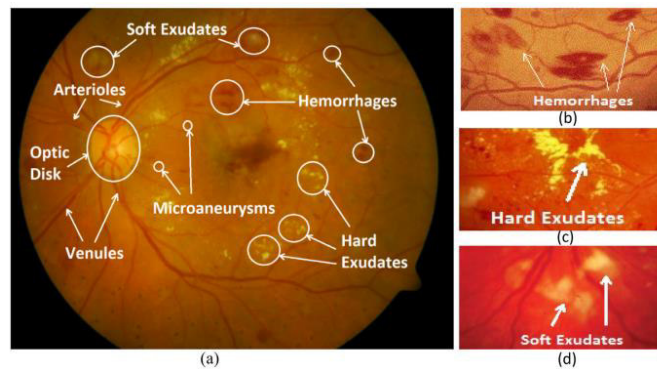 Soft Exudates
Arterioles
Hemorrhages
Optic
Disk
Microaneurysms
Venules
Hard
Exudates
(a)
Hemorrhages
(b)
Hard Exudates
(c)
Soft Exudates
(d)